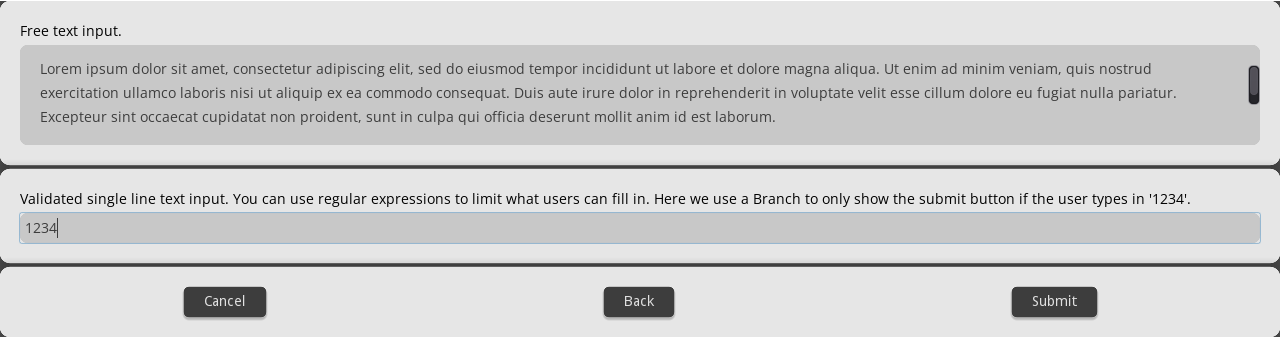 Free text input.
Lorem ipsum dolor sit amet, consectetur adipiscing elit, sed do eiusmod tempor incididunt ut labore et dolore magna aliqua. Ut enim ad minim veniam, quis nostrud
exercitation ullamco laboris nisi ut aliquip ex ea commodo consequat. Duis aute irure dolor in reprehenderit in voluptate velit esse cillum dolore eu fugiat nulla pariatur.
Excepteur sint occaecat cupidatat non proident, sunt in culpa qui officia deserunt mollit anim id est laborum.
Validated single line text input. You can use regular expressions to limit what users can fill in. Here we use a Branch to only show the submit button if the user types in '1234'.
1234
Cancel Back Submit